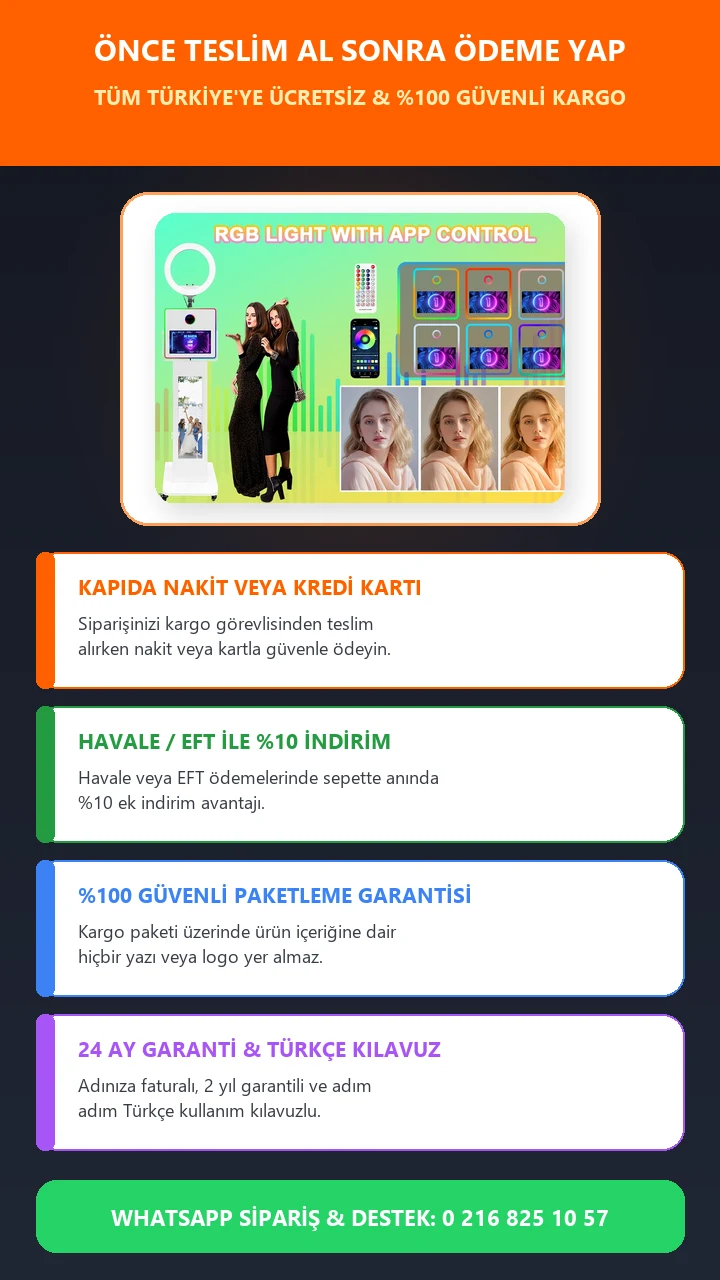 ÖNCE TESLİM AL SONRA ÖDEME YAP
TÜM TÜRKİYE'YE ÜCRETSİZ & %100 GÜVENLİ KARGO
RGB LIGHT WITH APP CONTROL
KAPIDA NAKİT VEYA KREDİ KARTI
Siparişinizi kargo görevlisinden teslim
alırken nakit veya kartla güvenle ödeyin.
HAVALE / EFT İLE %10 İNDİRİM
Havale veya EFT ödemelerinde sepette anında
%10 ek indirim avantajı.
%100 GÜVENLİ PAKETLEME GARANTİSİ
Kargo paketi üzerinde ürün içeriğine dair
hiçbir yazı veya logo yer almaz.
24 AY GARANTİ & TÜRKÇE KILAVUZ
Adınıza faturalı, 2 yıl garantili ve adım
adım Türkçe kullanım kılavuzlu.
WHATSAPP SİPARİŞ & DESTEK: 0 216 825 10 57